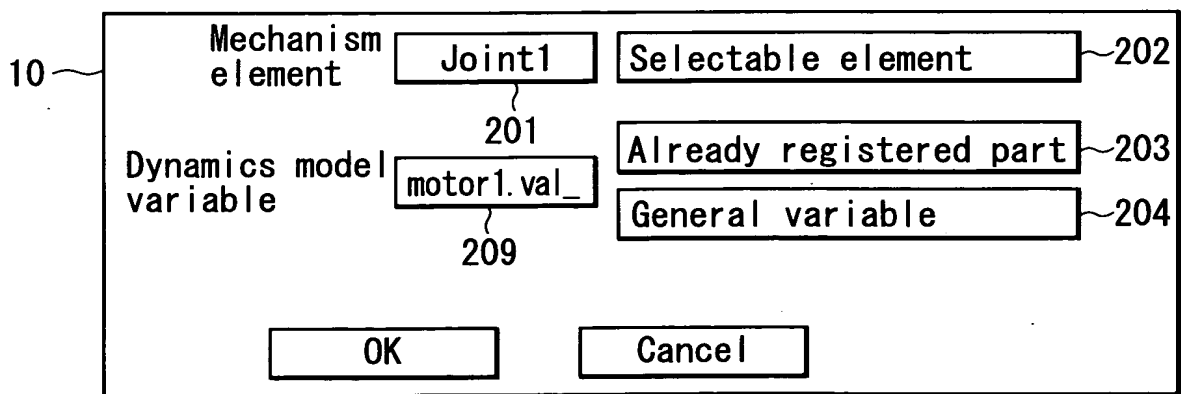 Mechanism element
Joint1
Selectable element
202
10
201
Dynamics model variable
motor1.val_
Already registered part
203
General variable
204
209
OK
Cancel